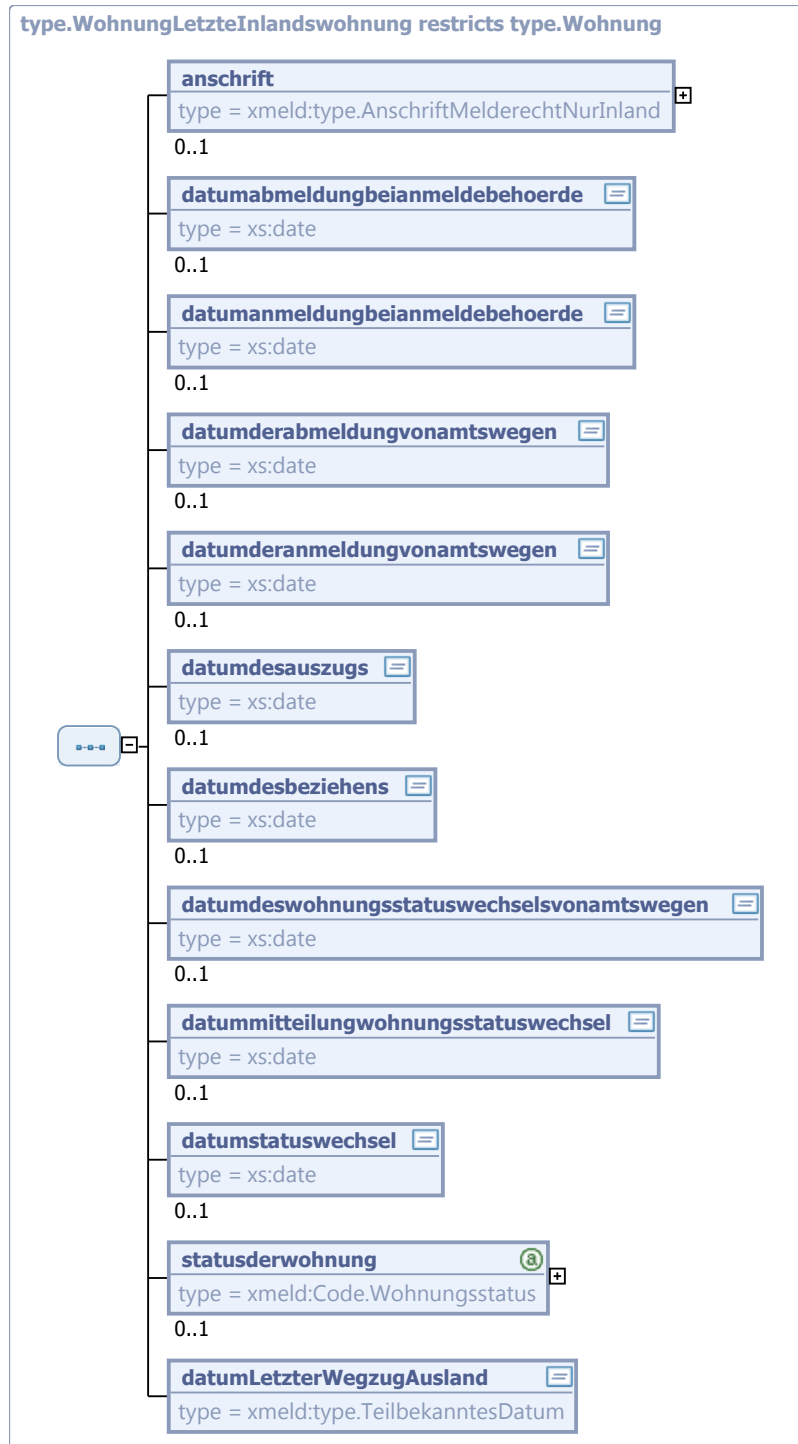 type.WohnungLetzteInlandswohnung restricts type.Wohnung
anschrift
type = xmeld:type.AnschriftMelderechtNurInland
0..1
datumabmeldungbeianmeldebehoerde
type = xs:date
0..1
datumanmeldungbeianmeldebehoerde
type = xs:date
0..1
datumderabmeldungvonamtswegen
type = xs:date
0..1
datumderanmeldungvonamtswegen
type = xs:date
0..1
datumdesauszugs
type = xs:date
0..1
datumdesbeziehens
type = xs:date
0..1
datumdeswohnungsstatuswechselsvonamtswegen
type = xs:date
0..1
datummitteilungwohnungsstatuswechsel
type = xs:date
0..1
datumstatuswechsel
type = xs:date
0..1
statusderwohnung
type = xmeld:Code.Wohnungsstatus
0..1
datumLetzterWegzugAusland
type = xmeld:type.TeilbekanntesDatum